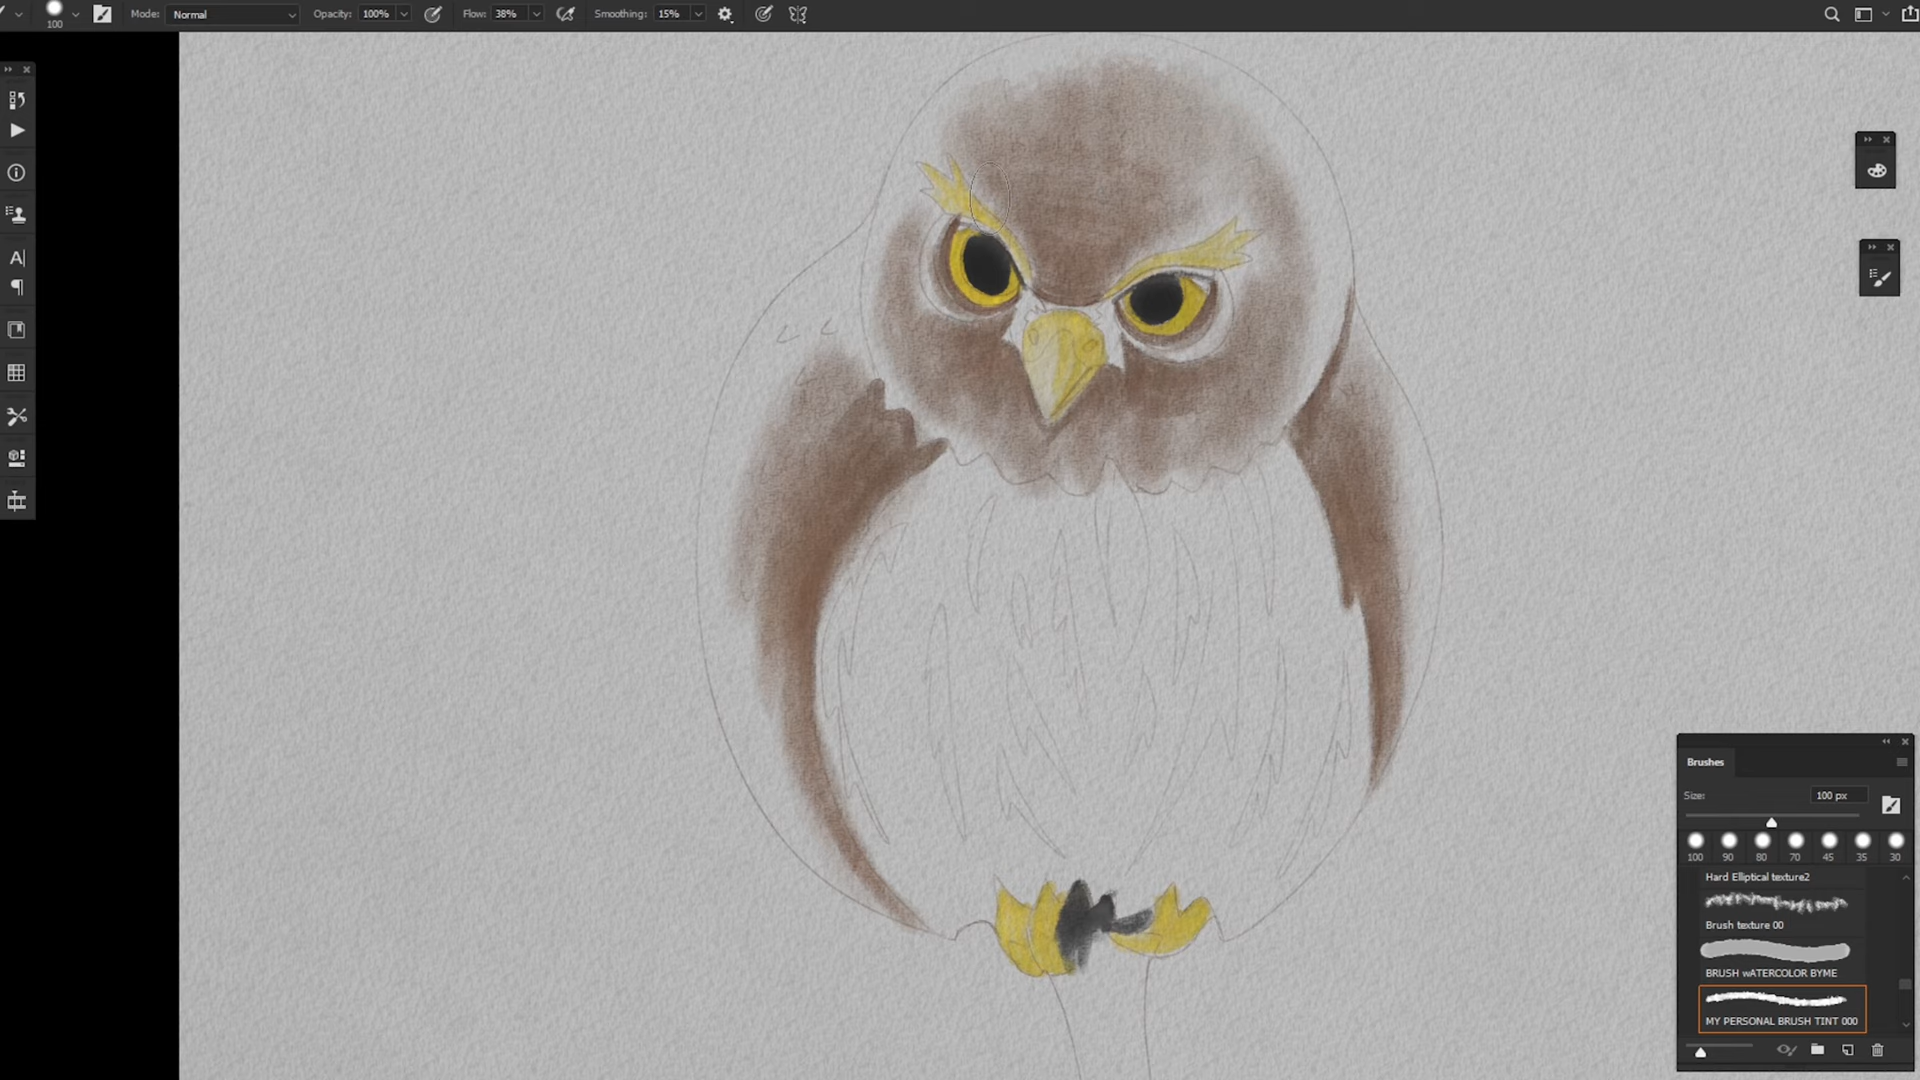 Mode: Normal Opacity: 100% Flow: 38% Smoothing: 15%
100
A|
Brushes
Size: 100 px
100 90 80 70 45 35 30
Hard Elliptical texture2
Brush texture 00
BRUSH wATERCOLOR BYME
MY PERSONAL BRUSH TINT 000